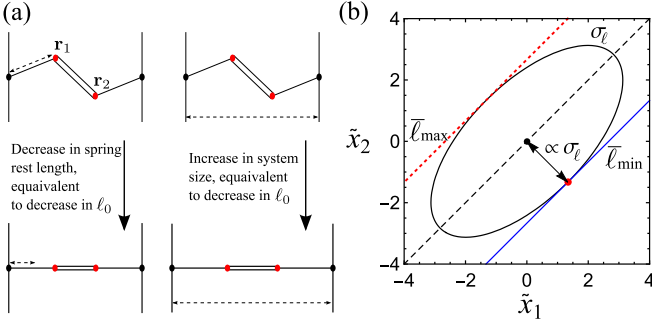 (a)
r₁
r₂
Decrease in spring
rest length,
equaivalent
to decrease in ℓ₀
Increase in system
size, equivalent
to decrease in ℓ₀
(b)
4
2
0
−2
−4
x̃₂
−4 −2 0 2 4
x̃₁
σℓ
ℓ̅max
∝ σℓ
ℓ̅min